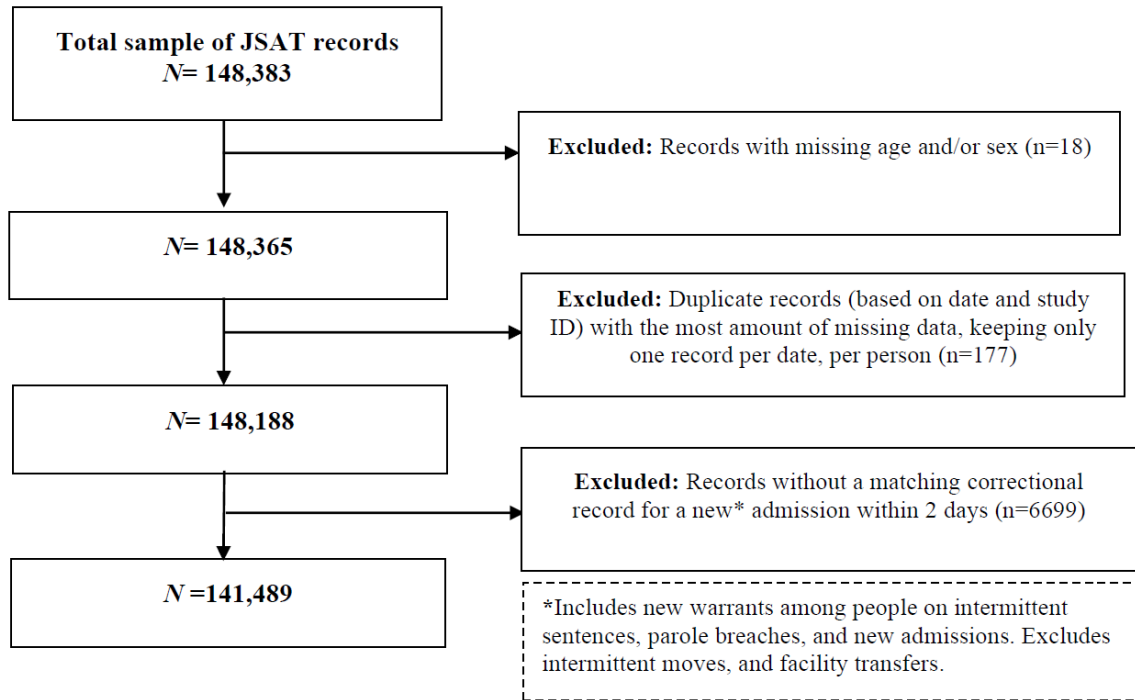 Total sample of JSAT records
N= 148,383
Excluded: Records with missing age and/or sex (n=18)
N= 148,365
Excluded: Duplicate records (based on date and study
ID) with the most amount of missing data, keeping only
one record per date, per person (n=177)
N= 148,188
Excluded: Records without a matching correctional
record for a new* admission within 2 days (n=6699)
N =141,489
*Includes new warrants among people on intermittent
sentences, parole breaches, and new admissions. Excludes
intermittent moves, and facility transfers.